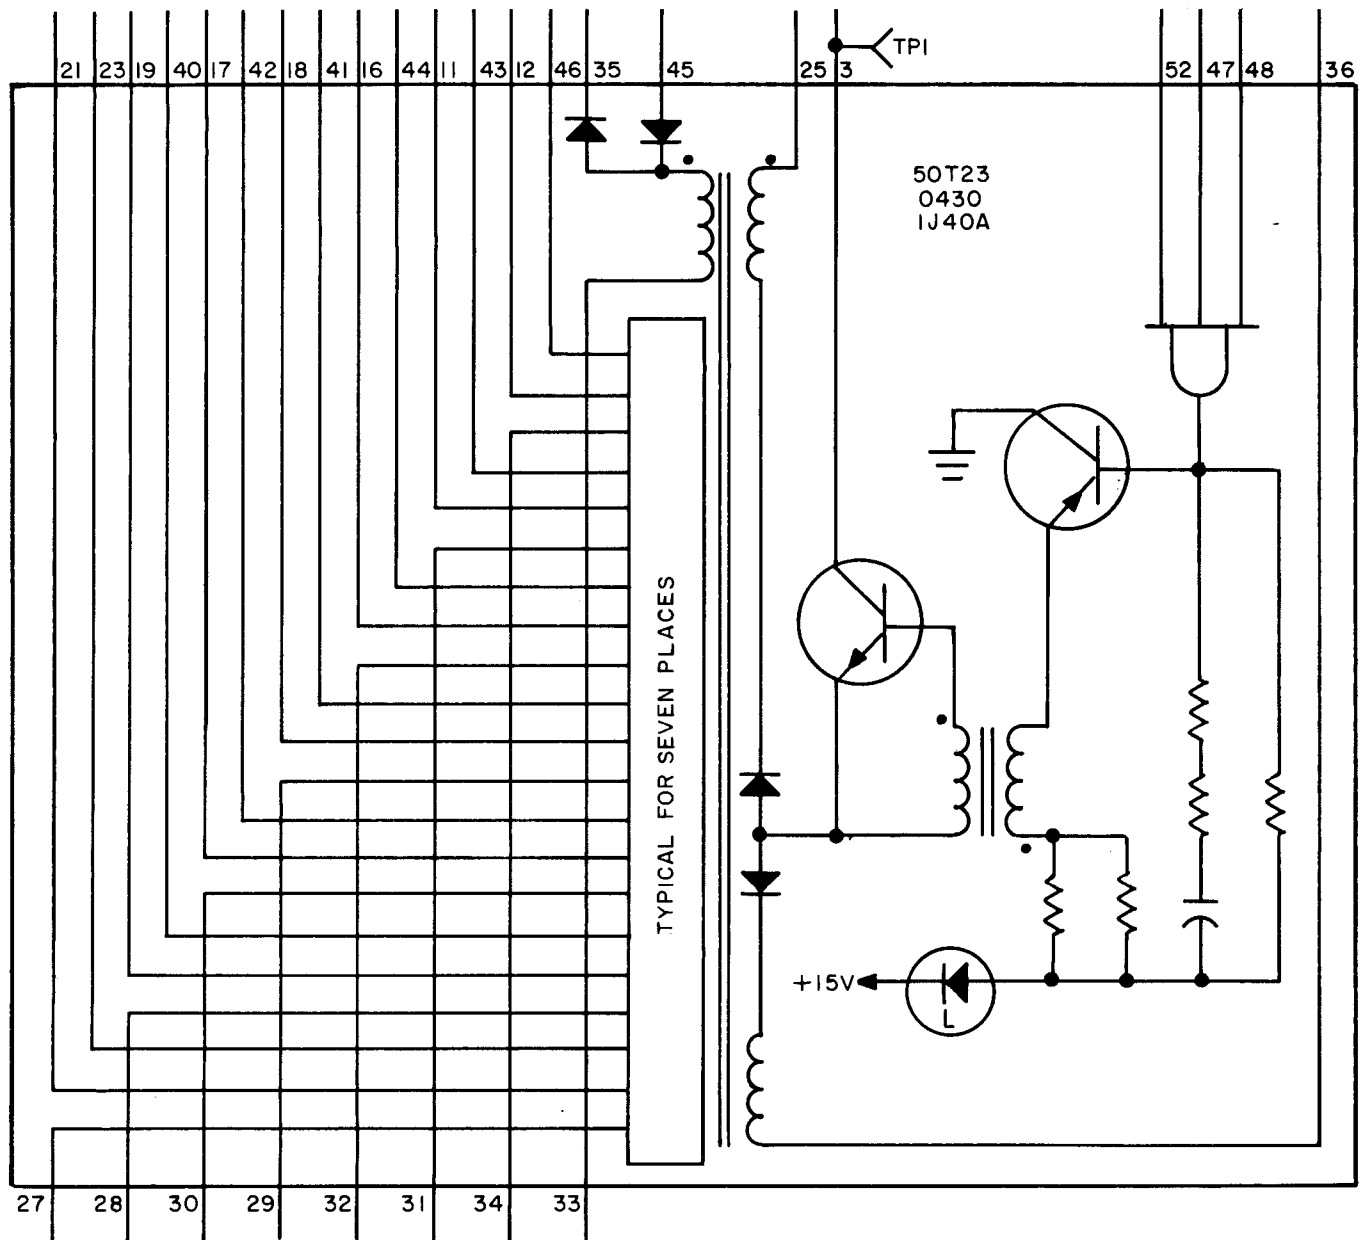 TP1
21 23 19 40 17 42 18 41 16 44 11 43 12 46 35 45 25 3 52 47 48 36
50T23
0430
1J40A
TYPICAL FOR SEVEN PLACES
+15V
L
27 28 30 29 32 31 34 33